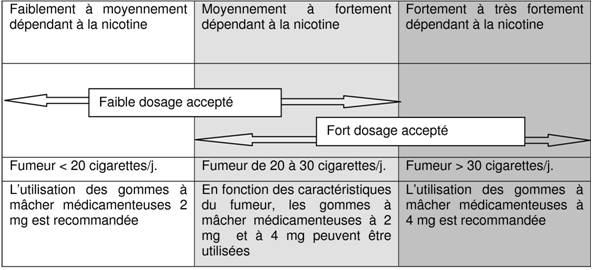 Faiblement à moyennement
dépendant à la nicotine
Moyennement à fortement
dépendant à la nicotine
Fortement à très fortement
dépendant à la nicotine
Faible dosage accepté
Fort dosage accepté
Fumeur < 20 cigarettes/j.
Fumeur de 20 à 30 cigarettes/j.
Fumeur > 30 cigarettes/j.
L'utilisation des gommes à
mâcher médicamenteuses 2
mg est recommandée
En fonction des caractéristiques
du fumeur, les gommes à
mâcher médicamenteuses à 2
mg et à 4 mg peuvent être
utilisées
L'utilisation des gommes à
mâcher médicamenteuses à
4 mg est recommandée